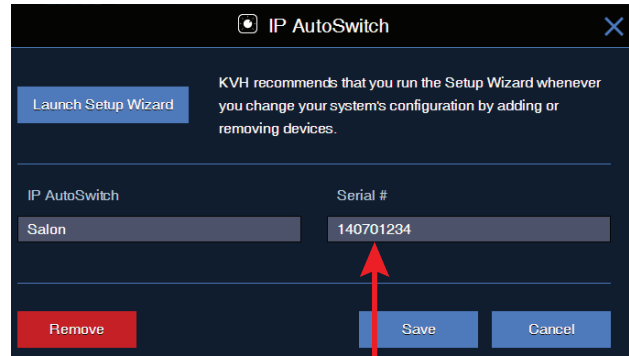 IP AutoSwitch
Launch Setup Wizard
KVH recommends that you run the Setup Wizard whenever
you change your system's configuration by adding or
removing devices.
IP AutoSwitch
Serial #
Salon
140701234
Remove
Save
Cancel